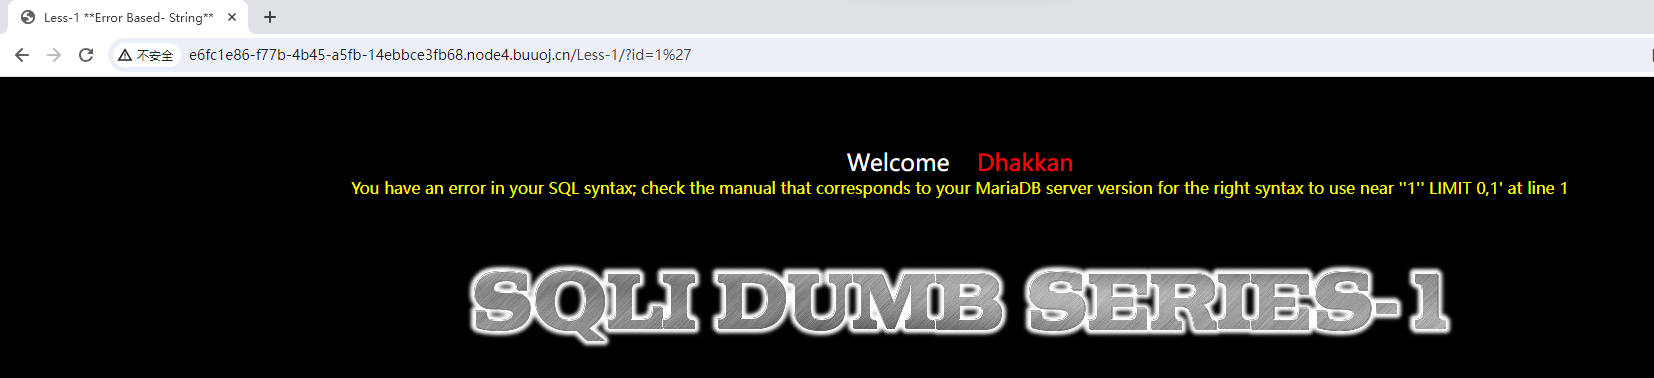 Less-1 **Error Based- String**
不安全 e6fc1e86-f77b-4b45-a5fb-14ebbce3fb68.node4.buuoj.cn/Less-1/?id=1%27
Welcome Dhakkan
You have an error in your SQL syntax; check the manual that corresponds to your MariaDB server version for the right syntax to use near ''1'' LIMIT 0,1' at line 1
SQLI DUMB SERIES-1